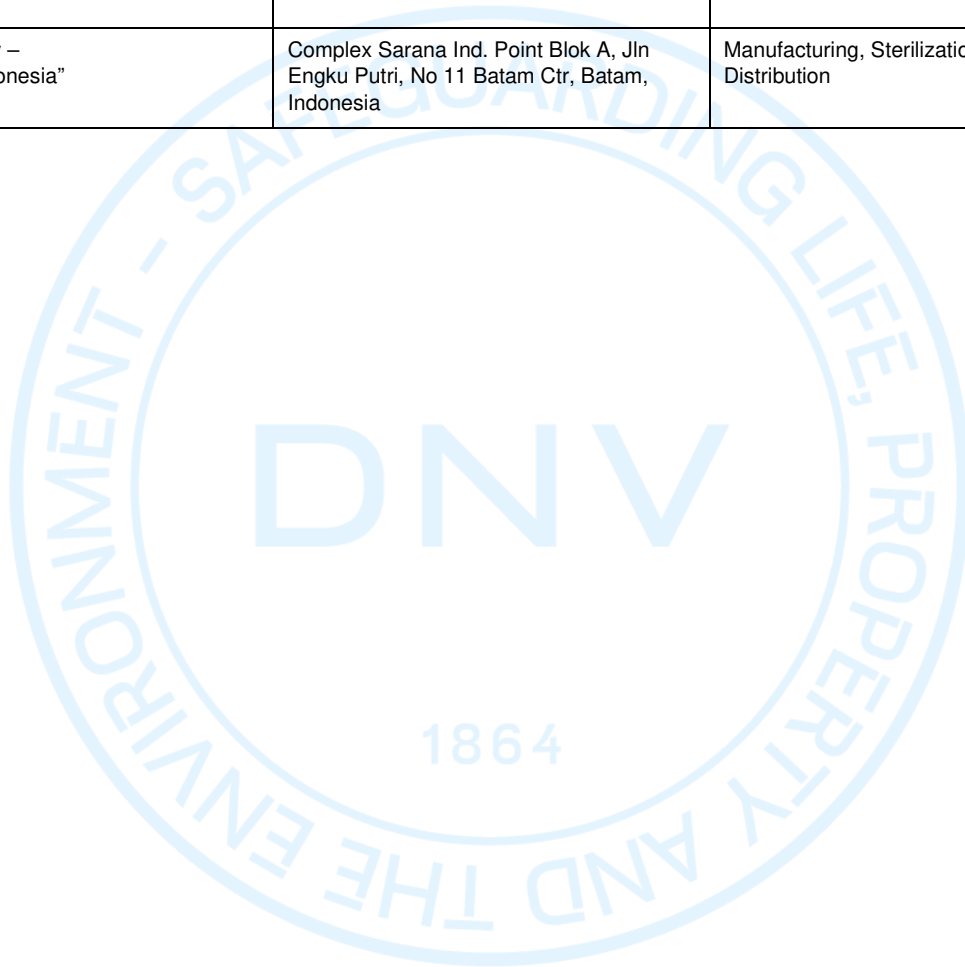 –
onesia”
Complex Sarana Ind. Point Blok A, Jln
Engku Putri, No 11 Batam Ctr, Batam,
Indonesia
Manufacturing, Sterilizatio
Distribution
SAFEGUARDING LIFE, PROPERTY AND THE ENVIRONMENT –
DNV
1864